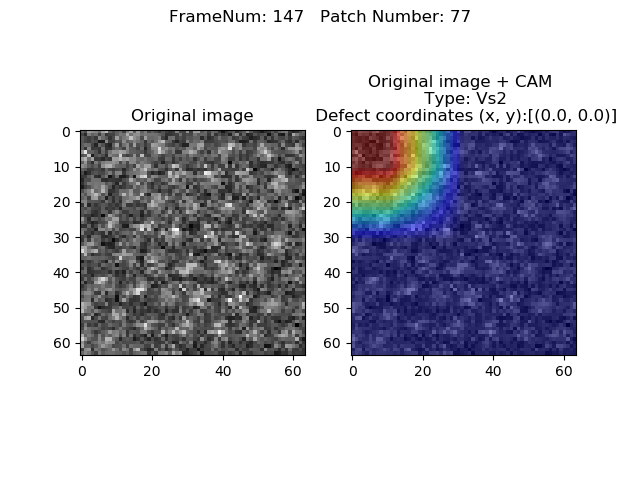 FrameNum: 147   Patch Number: 77
Original image
0
10
20
30
40
50
60
0 20 40 60
Original image + CAM
Type: Vs2
Defect coordinates (x, y):[(0.0, 0.0)]
0
10
20
30
40
50
60
0 20 40 60